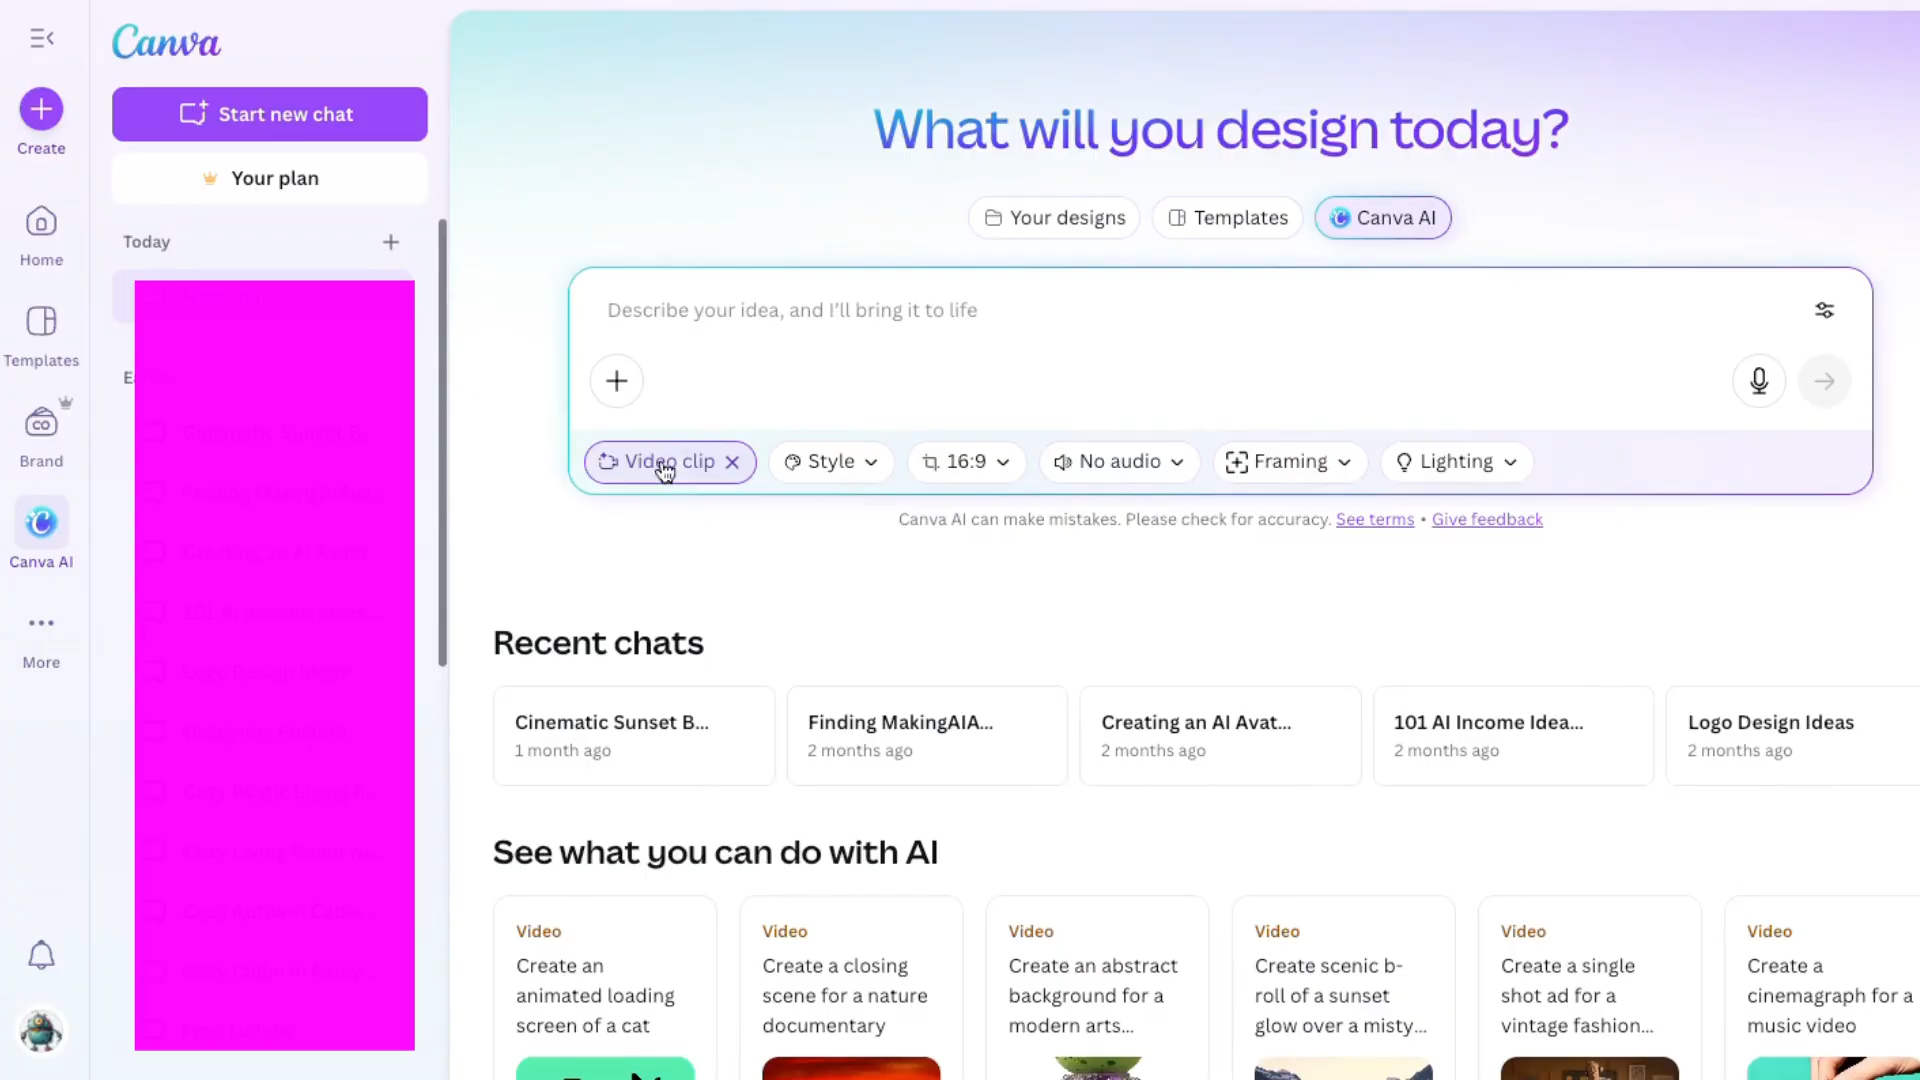 Canva
Start new chat
Create
Your plan
Today
Home
Templates
Brand
Canva AI
More
What will you design today?
Your designs
Templates
Canva AI
Describe your idea, and I'll bring it to life
Video clip
Style
16:9
No audio
Framing
Lighting
Canva AI can make mistakes. Please check for accuracy. See terms • Give feedback
Recent chats
Cinematic Sunset B...
1 month ago
Finding MakingAIA...
2 months ago
Creating an AI Avat...
2 months ago
101 AI Income Idea...
2 months ago
Logo Design Ideas
2 months ago
See what you can do with AI
Video
Create an
animated loading
screen of a cat
Video
Create a closing
scene for a nature
documentary
Video
Create an abstract
background for a
modern arts...
Video
Create scenic b-
roll of a sunset
glow over a misty...
Video
Create a single
shot ad for a
vintage fashion...
Video
Create a
cinemagraph for a
music video